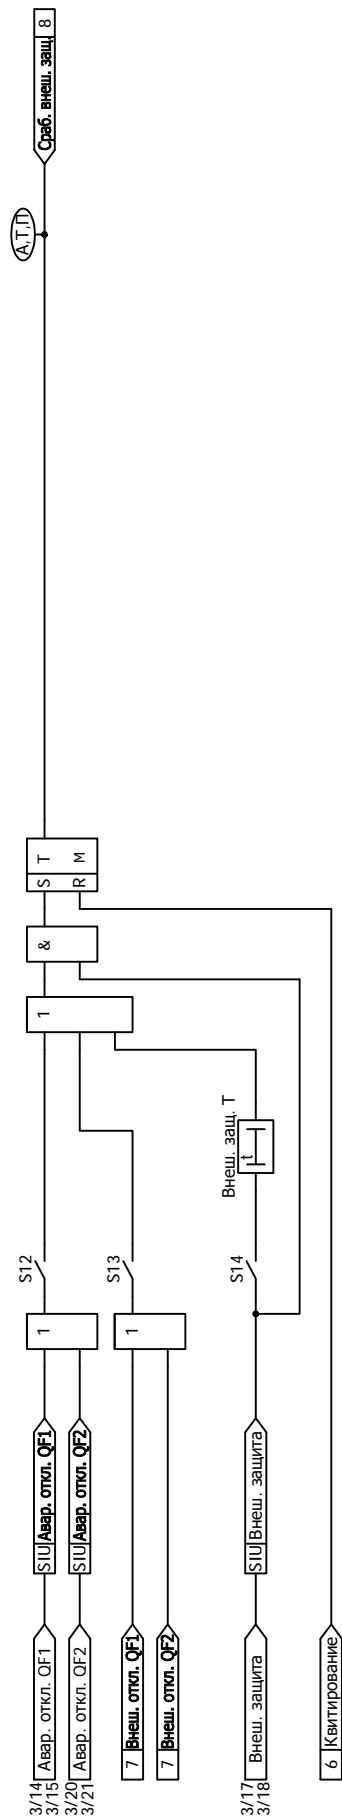 3/14
3/15
Авар. откл. QF1
SIU Авар. откл. QF1
1
S12
1
&
S T
R M
А,Т,П
Сраб. внеш. защ. 8
3/20
3/21
Авар. откл. QF2
SIU Авар. откл. QF2
7 Внеш. откл. QF1
1
S13
7 Внеш. откл. QF2
3/17
3/18
Внеш. защита
SIU Внеш. защита
S14
Внеш. защ. Т
t
6 Квитирование